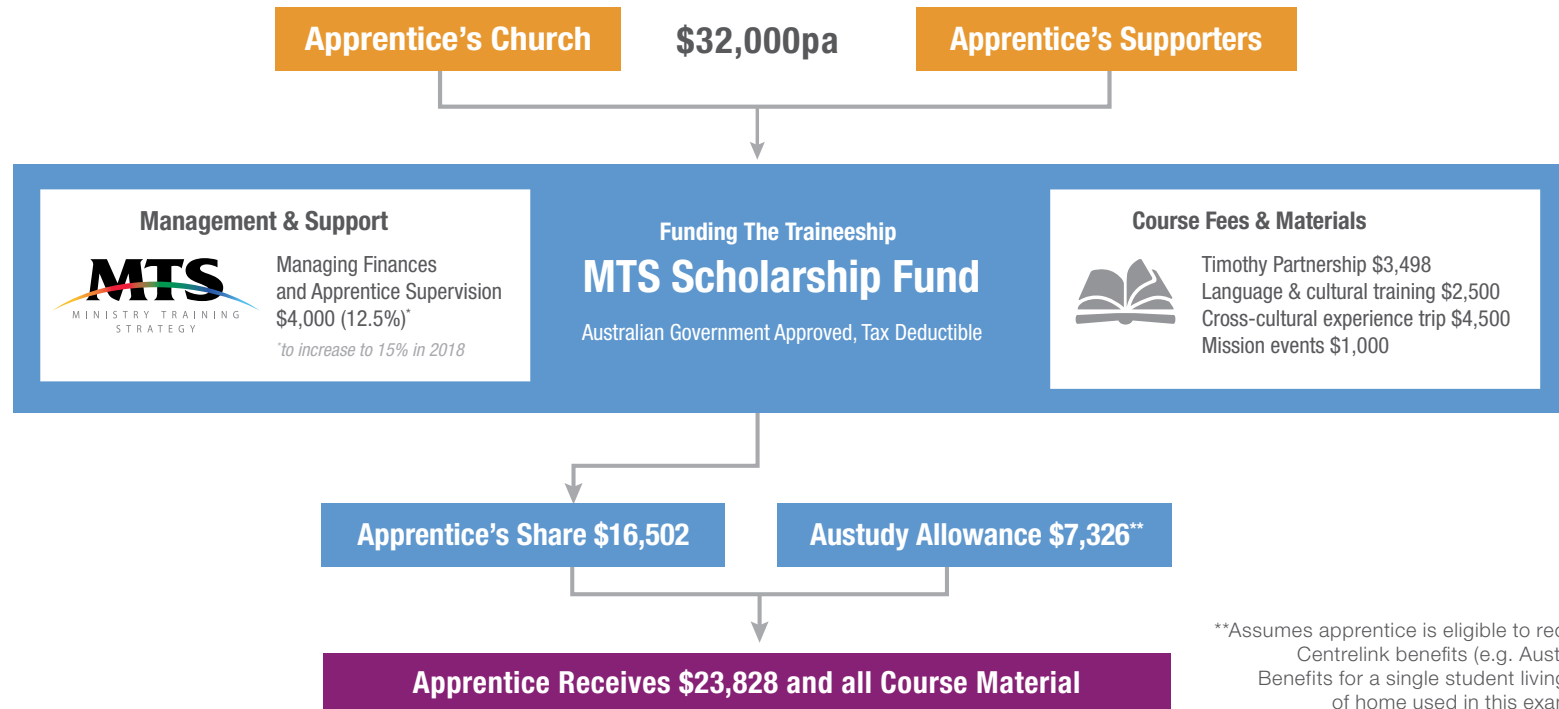 Apprentice’s Church
$32,000pa
Apprentice’s Supporters
Management & Support
MTS
MINISTRY TRAINING
STRATEGY
Managing Finances
and Apprentice Supervision
$4,000 (12.5%)*
*to increase to 15% in 2018
Funding The Traineeship
MTS Scholarship Fund
Australian Government Approved, Tax Deductible
Course Fees & Materials
Timothy Partnership $3,498
Language & cultural training $2,500
Cross-cultural experience trip $4,500
Mission events $1,000
Apprentice’s Share $16,502
Austudy Allowance $7,326**
Apprentice Receives $23,828 and all Course Material
**Assumes apprentice is eligible to
Centrelink benefits (e.g.
Benefits for a single student living
of home used in this